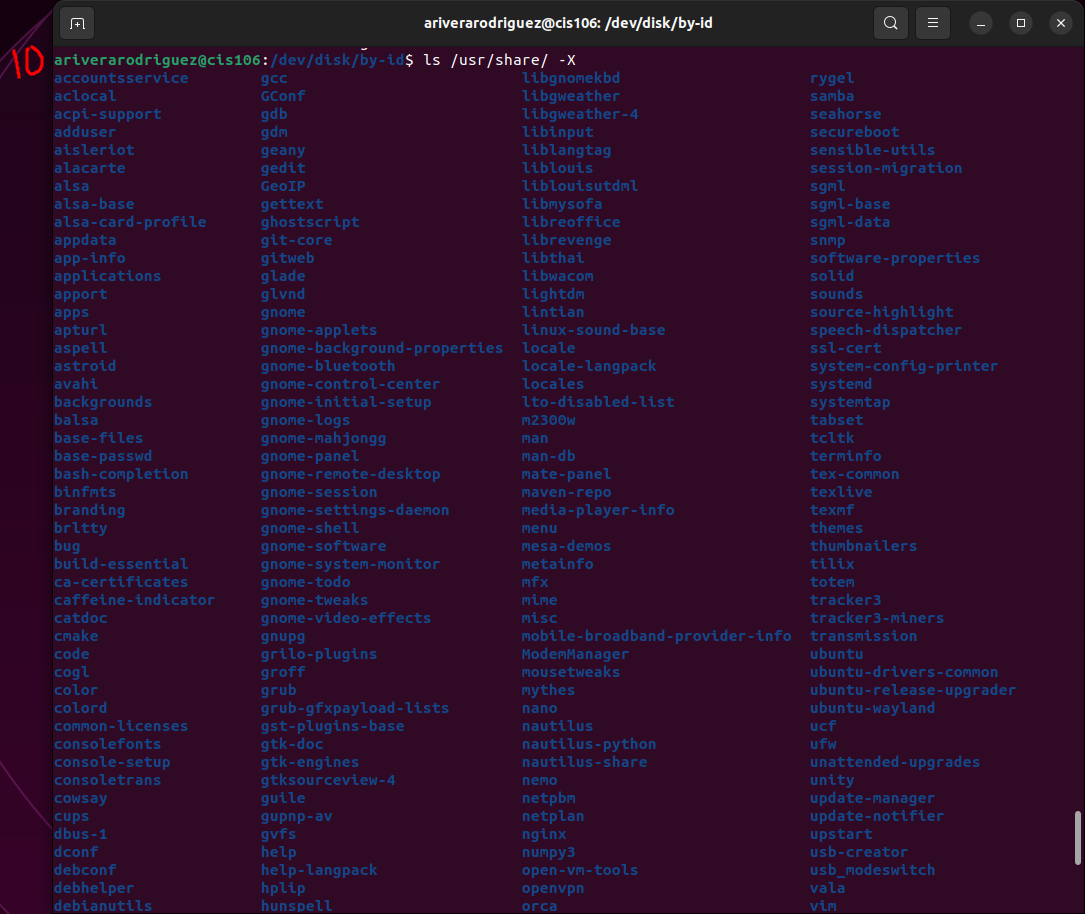 ariverarodriguez@cis106: /dev/disk/by-id
10
ariverarodriguez@cis106:/dev/disk/by-id$ ls /usr/share/ -X
accountsservice gcc libgnomekbd rygel
aclocal GConf libgweather samba
acpi-support gdb libgweather-4 seahorse
adduser gdm libinput secureboot
aisleriot geany liblangtag sensible-utils
alacarte gedit liblouis session-migration
alsa GeoIP liblouisutdml sgml
alsa-base gettext libmysofa sgml-base
alsa-card-profile ghostscript libreoffice sgml-data
appdata git-core librevenge snmp
app-info gitweb libthai software-properties
applications glade libwacom solid
apport glvnd lightdm sounds
apps gnome lintian source-highlight
apturl gnome-applets linux-sound-base speech-dispatcher
aspell gnome-background-properties locale ssl-cert
astroid gnome-bluetooth locale-langpack system-config-printer
avahi gnome-control-center locales systemd
backgrounds gnome-initial-setup lto-disabled-list systemtap
balsa gnome-logs m2300w tabset
base-files gnome-mahjongg man tcltk
base-passwd gnome-panel man-db terminfo
bash-completion gnome-remote-desktop mate-panel tex-common
binfmts gnome-session maven-repo texlive
branding gnome-settings-daemon media-player-info texmf
brltty gnome-shell menu themes
bug gnome-software mesa-demos thumbnailers
build-essential gnome-system-monitor metainfo tilix
ca-certificates gnome-todo mfx totem
caffeine-indicator gnome-tweaks mime tracker3
catdoc gnome-video-effects misc tracker3-miners
cmake gnupg mobile-broadband-provider-info transmission
code grilo-plugins ModemManager ubuntu
cogl groff mousetweaks ubuntu-drivers-common
color grub mythes ubuntu-release-upgrader
colord grub-gfxpayload-lists nano ubuntu-wayland
common-licenses gst-plugins-base nautilus ucf
consolefonts gtk-doc nautilus-python ufw
console-setup gtk-engines nautilus-share unattended-upgrades
consoletrans gtksourceview-4 nemo unity
cowsay guile netpbm update-manager
cups gupnp-av netplan update-notifier
dbus-1 gvfs nginx upstart
dconf help numpy3 usb-creator
debconf help-langpack open-vm-tools usb_modeswitch
debhelper hplip openvpn vala
debianutils hunspell orca vim